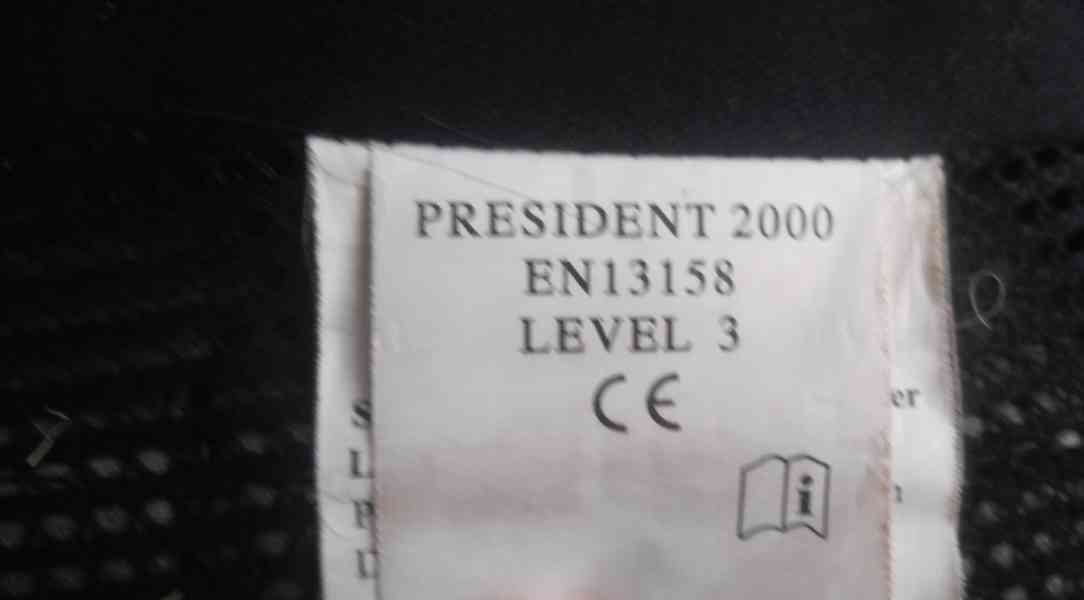 PRESIDENT 2000
EN13158
LEVEL 3
CE
i